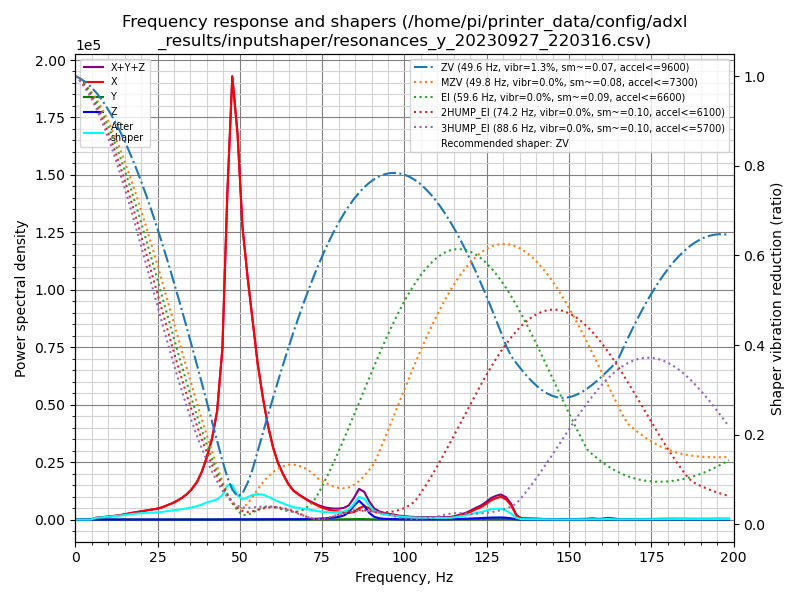 Frequency response and shapers (/home/pi/printer_data/config/adxl
_results/inputshaper/resonances_y_20230927_220316.csv)
1e5
2.00
1.75
1.50
1.25
1.00
0.75
0.50
0.25
0.00
Power spectral density
X+Y+Z
X
Y
Z
After
shaper
ZV (49.6 Hz, vibr=1.3%, sm~=0.07, accel<=9600)
MZV (49.8 Hz, vibr=0.0%, sm~=0.08, accel<=7300)
EI (59.6 Hz, vibr=0.0%, sm~=0.09, accel<=6600)
2HUMP_EI (74.2 Hz, vibr=0.0%, sm~=0.10, accel<=6100)
3HUMP_EI (88.6 Hz, vibr=0.0%, sm~=0.10, accel<=5700)
Recommended shaper: ZV
1.0
0.8
0.6
0.4
0.2
0.0
Shaper vibration reduction (ratio)
0 25 50 75 100 125 150 175 200
Frequency, Hz